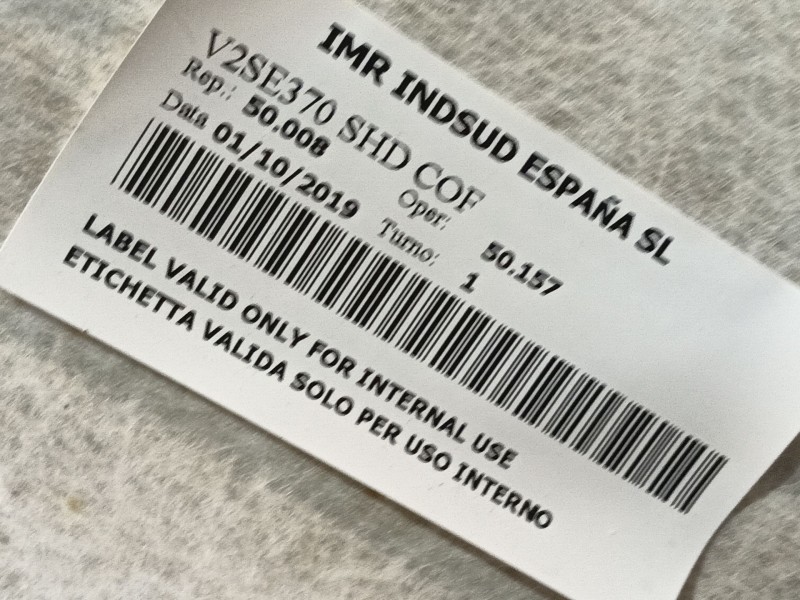 IMR INDSUD ESPAÑA SL
V2SE370 SHD COF
Rep.: 50.008 Oper: 50.157
Data 01/10/2019 Turno: 1
LABEL VALID ONLY FOR INTERNAL USE
ETICHETTA VALIDA SOLO PER USO INTERNO